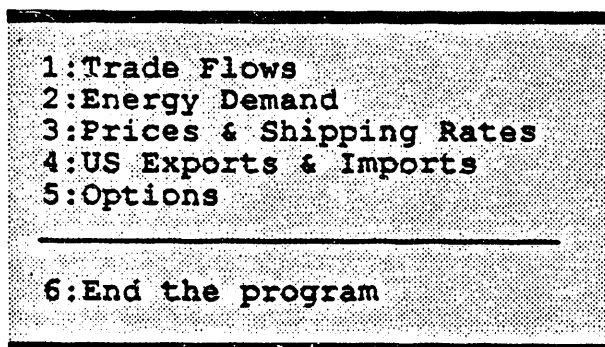 1:Trade Flows
2:Energy Demand
3:Prices & Shipping Rates
4:US Exports & Imports
5:Options
6:End the program